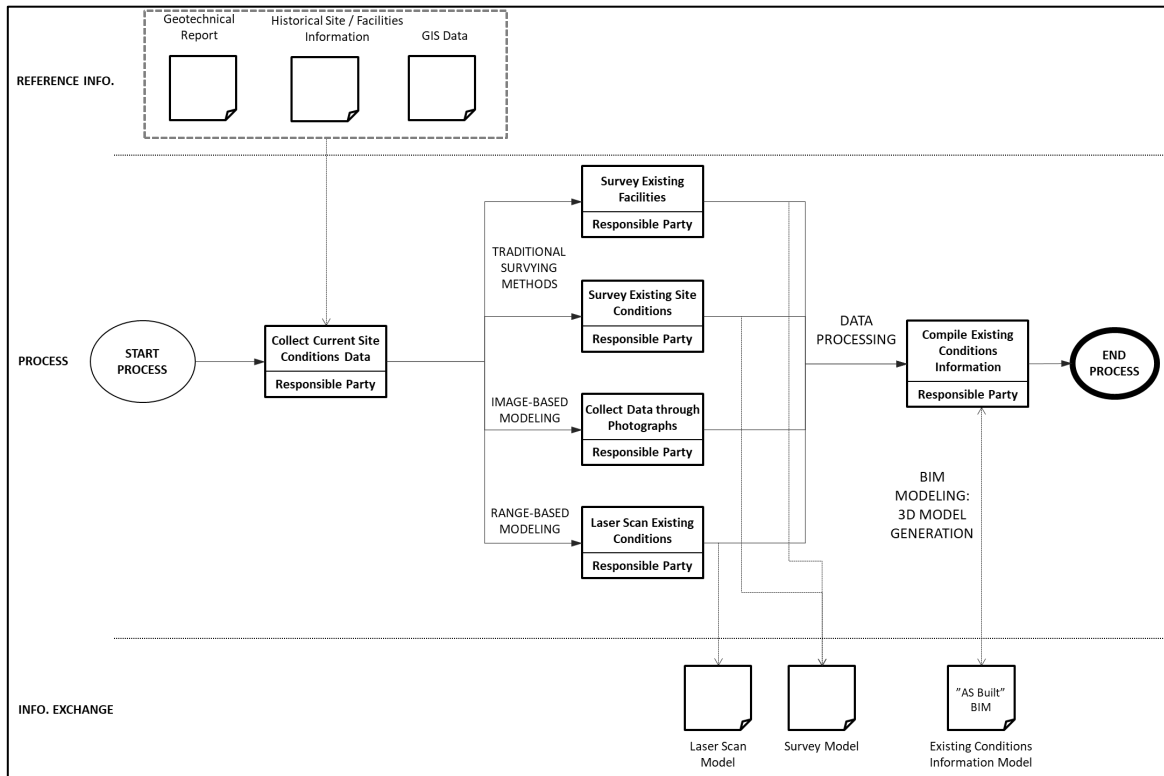 Geotechnical
Report
Historical Site / Facilities
Information
GIS Data
REFERENCE INFO.
Survey Existing
Facilities
Responsible Party
TRADITIONAL
SURVYING
METHODS
Survey Existing Site
Conditions
Responsible Party
PROCESS
START
PROCESS
Collect Current Site
Conditions Data
Responsible Party
DATA
PROCESSING
Compile Existing
Conditions
Information
Responsible Party
END
PROCESS
IMAGE-BASED
MODELING
Collect Data through
Photographs
Responsible Party
RANGE-BASED
MODELING
Laser Scan Existing
Conditions
Responsible Party
BIM
MODELING:
3D MODEL
GENERATION
INFO. EXCHANGE
Laser Scan
Model
Survey Model
”AS Built”
BIM
Existing Conditions
Information Model